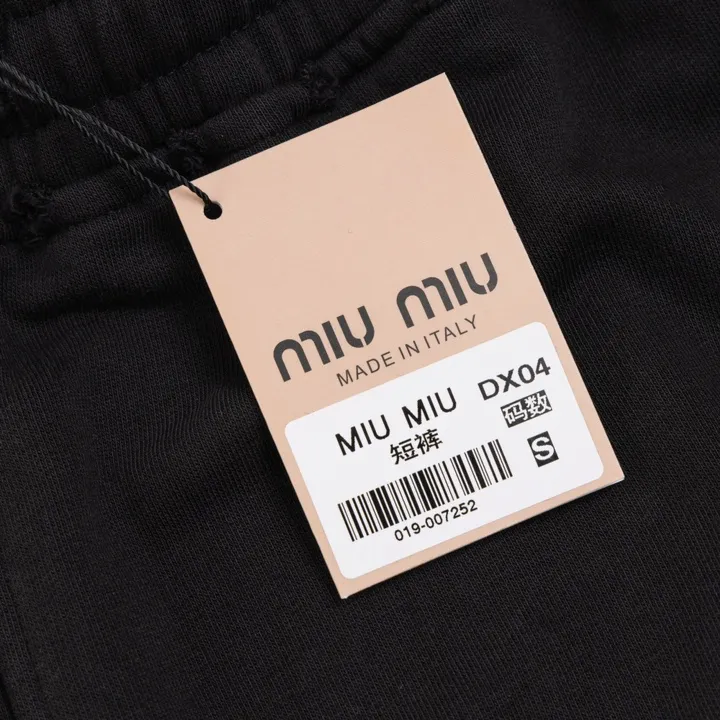 miu miu
MADE IN ITALY
MIU MIU DX04
短裤 码数
S
019-007252